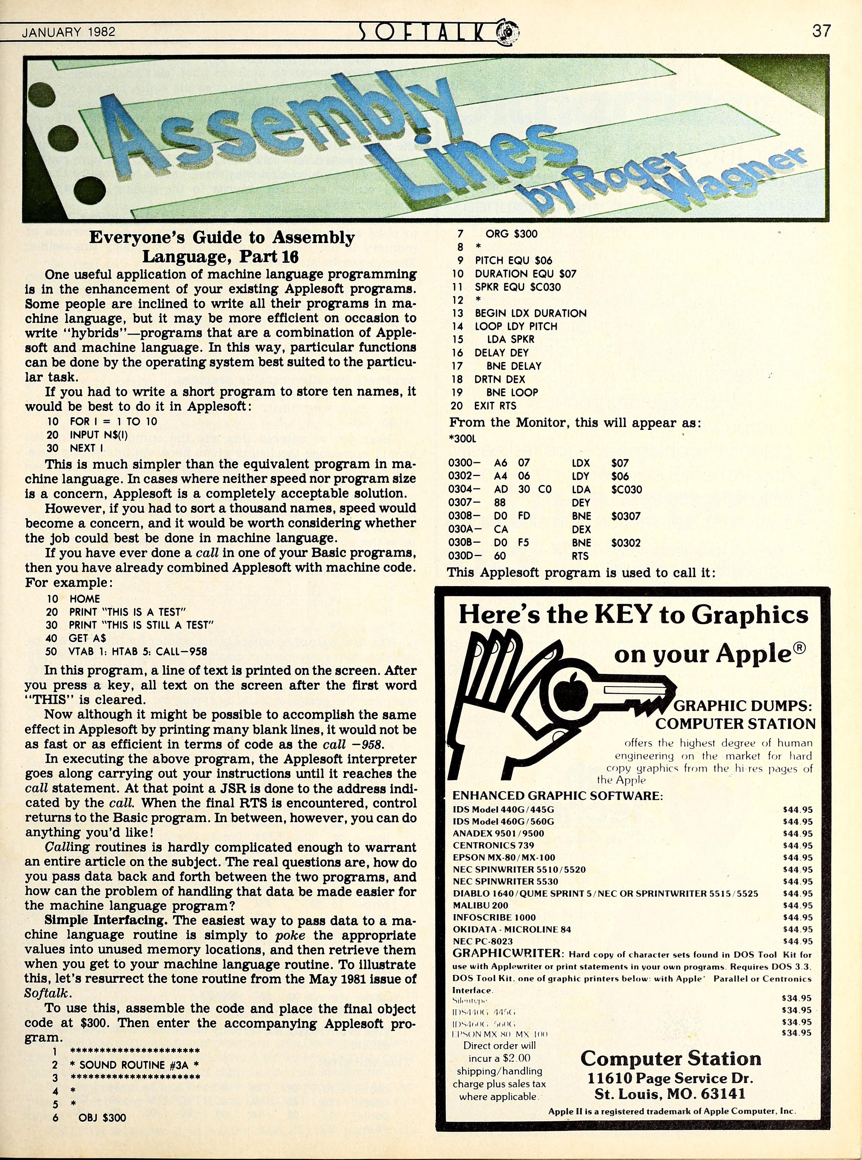 JANUARY 1982
SOFTALK
37
Assembly
Lines
by Roger
Wagner
Everyone's Guide to Assembly
Language, Part 16
One useful application of machine language programming
is in the enhancement of your existing Applesoft programs.
Some people are inclined to write all their programs in ma-
chine language, but it may be more efficient on occasion to
write "hybrids"—programs that are a combination of Apple-
soft and machine language. In this way, particular functions
can be done by the operating system best suited to the particu-
lar task.
If you had to write a short program to store ten names, it
would be best to do it in Applesoft:
10 FOR I = 1 TO 10
20 INPUT N$(I)
30 NEXT I
This is much simpler than the equivalent program in ma-
chine language. In cases where neither speed nor program size
is a concern, Applesoft is a completely acceptable solution.
However, if you had to sort a thousand names, speed would
become a concern, and it would be worth considering whether
the job could best be done in machine language.
If you have ever done a call in one of your Basic programs,
then you have already combined Applesoft with machine code.
For example:
10 HOME
20 PRINT "THIS IS A TEST"
30 PRINT "THIS IS STILL A TEST"
40 GET A$
50 VTAB 1: HTAB 5: CALL—958
In this program, a line of text is printed on the screen. After
you press a key, all text on the screen after the first word
"THIS" is cleared.
Now although it might be possible to accomplish the same
effect in Applesoft by printing many blank lines, it would not be
as fast or as efficient in terms of code as the call —958.
In executing the above program, the Applesoft interpreter
goes along carrying out your instructions until it reaches the
call statement. At that point a JSR is done to the address indi-
cated by the call. When the final RTS is encountered, control
returns to the Basic program. In between, however, you can do
anything you'd like!
Calling routines is hardly complicated enough to warrant
an entire article on the subject. The real questions are, how do
you pass data back and forth between the two programs, and
how can the problem of handling that data be made easier for
the machine language program?
Simple Interfacing. The easiest way to pass data to a ma-
chine language routine is simply to poke the appropriate
values into unused memory locations, and then retrieve them
when you get to your machine language routine. To illustrate
this, let's resurrect the tone routine from the May 1981 issue of
Softalk.
To use this, assemble the code and place the final object
code at $300. Then enter the accompanying Applesoft pro-
gram.
1 **********************
2 * SOUND ROUTINE #3A *
3 **********************
4 *
5 *
6 OBJ $300
7 ORG $300
8 *
9 PITCH EQU $06
10 DURATION EQU $07
11 SPKR EQU $C030
12 *
13 BEGIN LDX DURATION
14 LOOP LDY PITCH
15 LDA SPKR
16 DELAY DEY
17 BNE DELAY
18 DRTN DEX
19 BNE LOOP
20 EXIT RTS
From the Monitor, this will appear as:
*300L
0300— A6 07 LDX $07
0302— A4 06 LDY $06
0304— AD 30 C0 LDA $C030
0307— 88 DEY
0308— D0 FD BNE $0307
030A— CA DEX
030B— D0 F5 BNE $0302
030D— 60 RTS
This Applesoft program is used to call it:
Here's the KEY to Graphics
on your Apple®
GRAPHIC DUMPS:
COMPUTER STATION
offers the highest degree of human
engineering on the market for hard
copy graphics from the hi-res pages of
the Apple
ENHANCED GRAPHIC SOFTWARE:
IDS Model 440G/445G $44.95
IDS Model 460G/560G $44.95
ANADEX 9501/9500 $44.95
CENTRONICS 739 $44.95
EPSON MX-80/MX-100 $44.95
NEC SPINWRITER 5510/5520 $44.95
NEC SPINWRITER 5530 $44.95
DIABLO 1640/QUME SPRINT 5/NEC OR SPRINTWRITER 5515/5525 $44.95
MALIBU 200 $44.95
INFOSCRIBE 1000 $44.95
OKIDATA - MICROLINE 84 $44.95
NEC PC-8023 $44.95
GRAPHICWRITER: Hard copy of character sets found in DOS Tool Kit for
use with Applewriter or print statements in your own programs. Requires DOS 3.3.
DOS Tool Kit, one of graphic printers below: with Apple® Parallel or Centronics
Interface.
Silentype $34.95
IDS440G 445G $34.95
IDS460G 560G $34.95
EPSON MX 80 MX 100 $34.95
Direct order will
incur a $2.00
shipping/handling
charge plus sales tax
where applicable.
Computer Station
11610 Page Service Dr.
St. Louis, MO. 63141
Apple II is a registered trademark of Apple Computer, Inc.